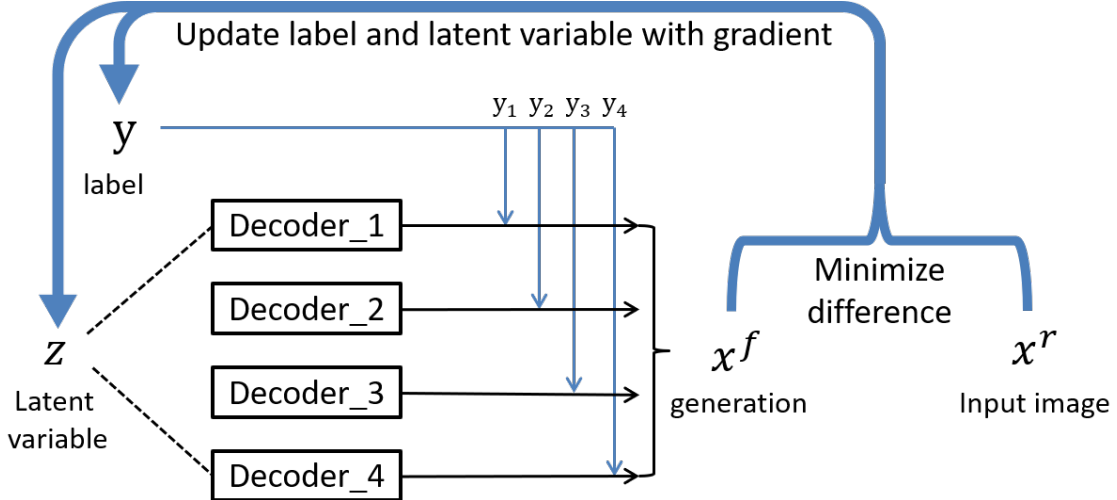 Update label and latent variable with gradient
y₁ y₂ y₃ y₄
y
label
Decoder_1
Decoder_2
Decoder_3
Decoder_4
z
Latent
variable
Minimize
difference
xᶠ
generation
xʳ
Input image